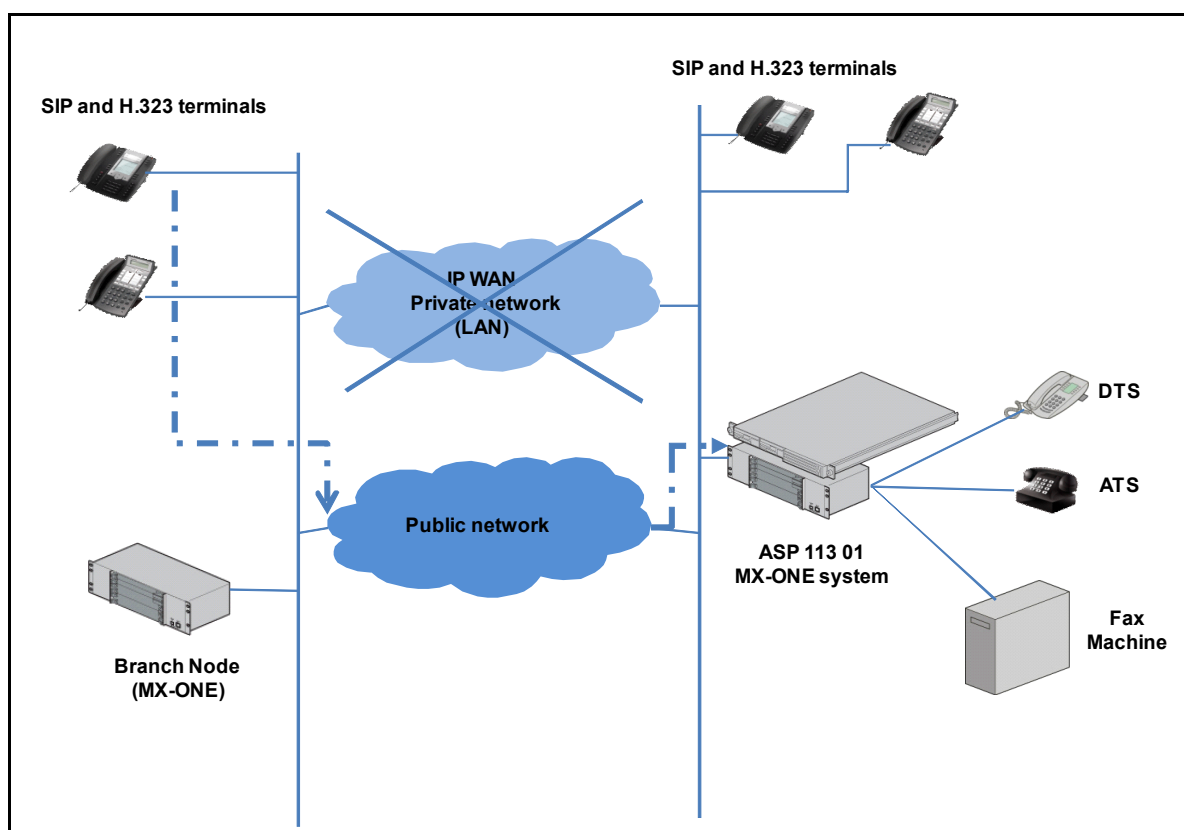 SIP and H.323 terminals
SIP and H.323 terminals
IP WAN
Private network
(LAN)
DTS
ATS
Public network
ASP 113 01
MX-ONE system
Fax
Machine
Branch Node
(MX-ONE)